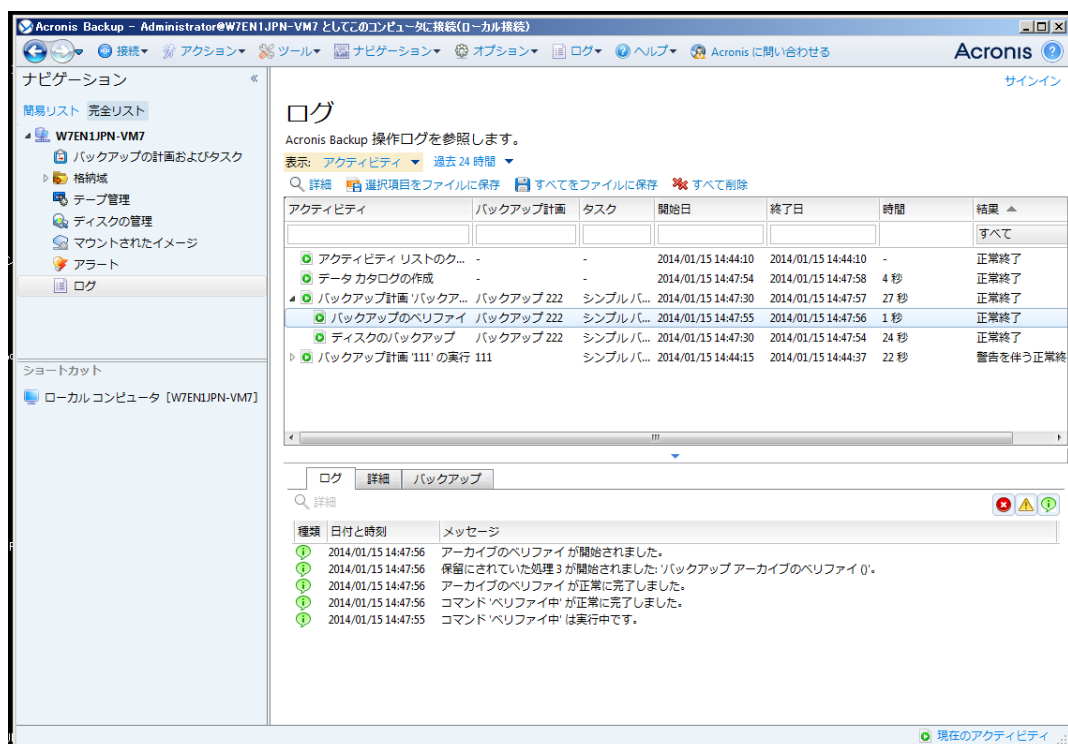 Acronis Backup - Administrator@W7EN1JPN-VM7 としてこのコンピュータに接続(ローカル接続)
接続 アクション ツール ナビゲーション オプション ログ ヘルプ Acronis に問い合わせる Acronis
ナビゲーション
サインイン
簡易リスト 完全リスト
W7EN1JPN-VM7
バックアップの計画およびタスク
格納域
テープ管理
ディスクの管理
マウントされたイメージ
アラート
ログ
ショートカット
ローカル コンピュータ [W7EN1JPN-VM7]
ログ
Acronis Backup 操作ログを参照します。
表示: アクティビティ 過去 24 時間
詳細 選択項目をファイルに保存 すべてをファイルに保存 すべて削除
アクティビティ バックアップ計画 タスク 開始日 終了日 時間 結果
すべて
アクティビティ リストのク... - - 2014/01/15 14:44:10 2014/01/15 14:44:10 - 正常終了
データ カタログの作成 - - 2014/01/15 14:47:54 2014/01/15 14:47:58 4 秒 正常終了
バックアップ計画 'バックア... バックアップ 222 シンプル バ... 2014/01/15 14:47:30 2014/01/15 14:47:57 27 秒 正常終了
バックアップのベリファイ バックアップ 222 シンプル バ... 2014/01/15 14:47:55 2014/01/15 14:47:56 1 秒 正常終了
ディスクのバックアップ バックアップ 222 シンプル バ... 2014/01/15 14:47:30 2014/01/15 14:47:54 24 秒 正常終了
バックアップ計画 '111' の実行 111 シンプル バ... 2014/01/15 14:44:15 2014/01/15 14:44:37 22 秒 警告を伴う正常終
ログ 詳細 バックアップ
詳細
種類 日付と時刻 メッセージ
2014/01/15 14:47:56 アーカイブのベリファイ が開始されました。
2014/01/15 14:47:56 保留にされていた処理 3 が開始されました: 'バックアップ アーカイブのベリファイ ()'。
2014/01/15 14:47:56 アーカイブのベリファイ が正常に完了しました。
2014/01/15 14:47:56 コマンド 'ベリファイ中' が正常に完了しました。
2014/01/15 14:47:55 コマンド 'ベリファイ中' は実行中です。
現在のアクティビティ